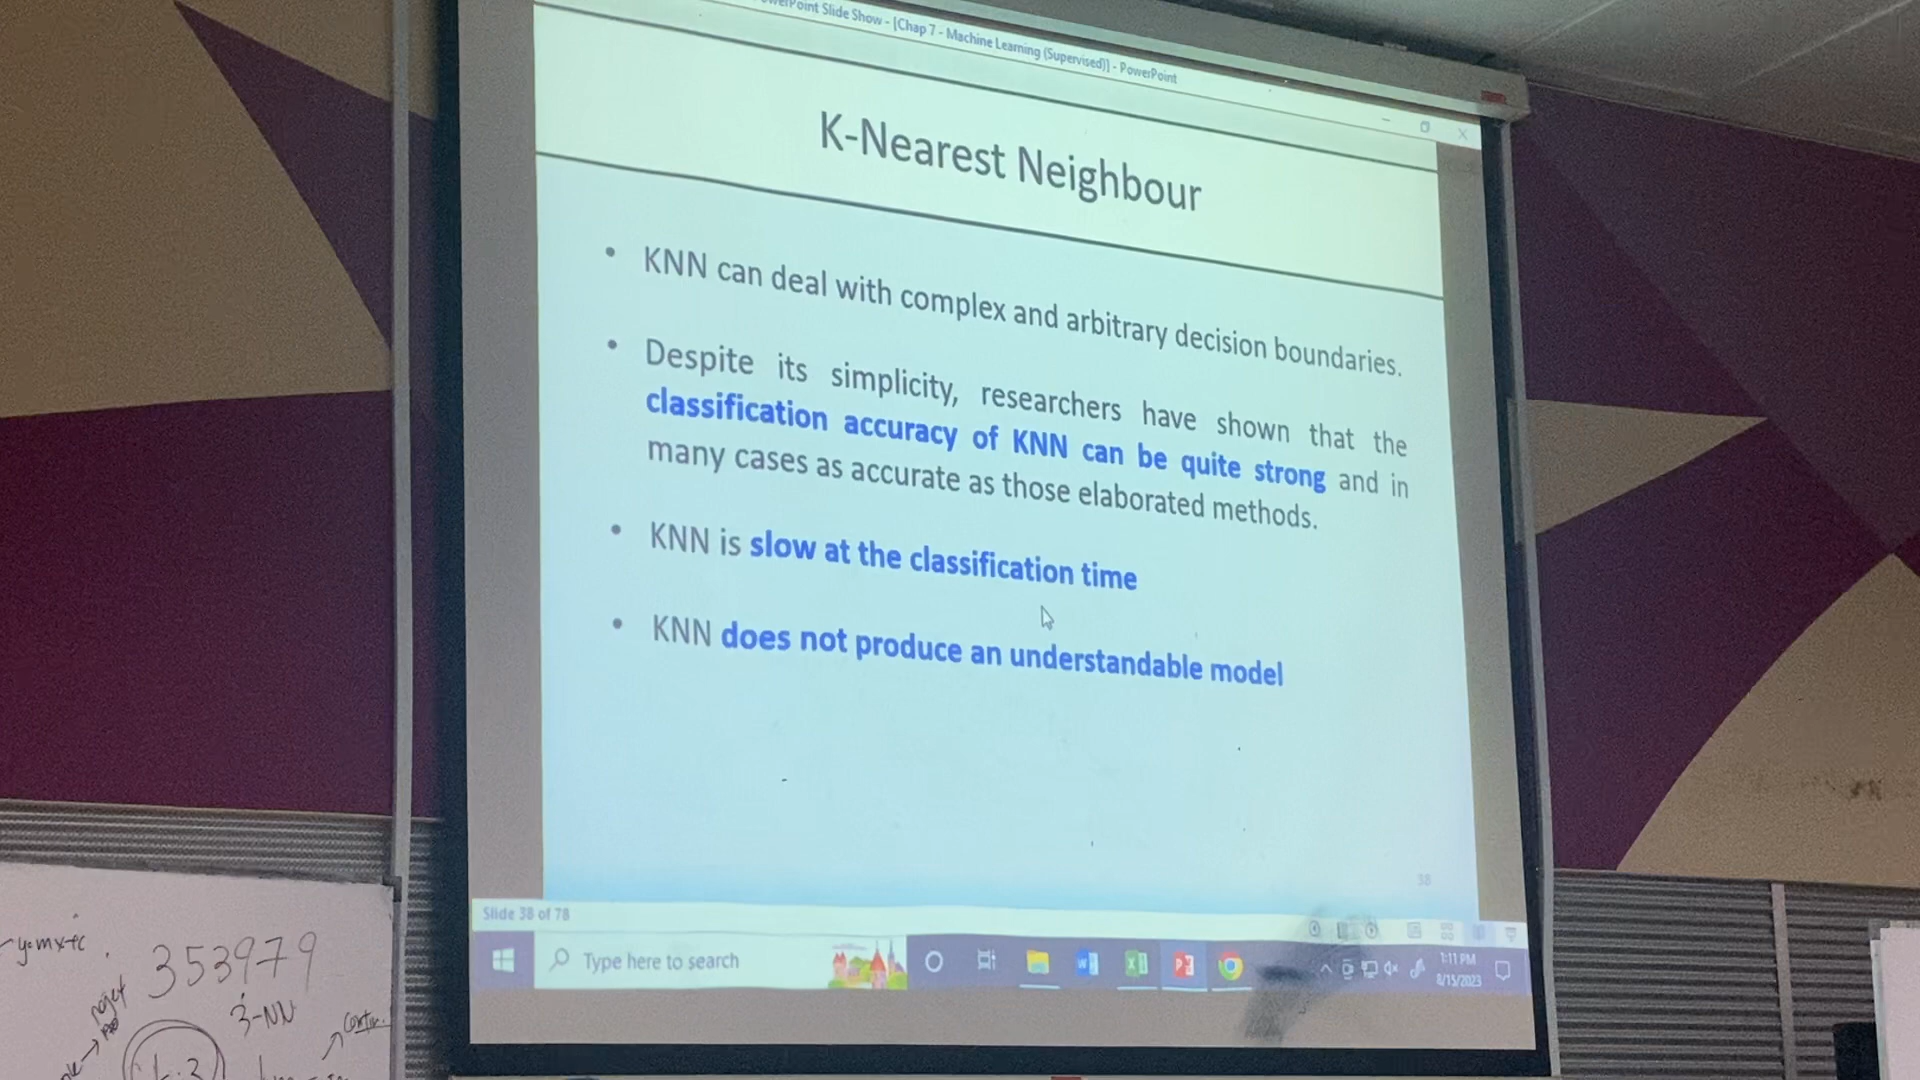 PowerPoint Slide Show - [Chap 7 - Machine Learning (Supervised)] - PowerPoint
K-Nearest Neighbour
• KNN can deal with complex and arbitrary decision boundaries.
• Despite its simplicity, researchers have shown that the
classification accuracy of KNN can be quite strong and in
many cases as accurate as those elaborated methods.
• KNN is slow at the classification time
• KNN does not produce an understandable model
38
Slide 38 of 78
Type here to search
1:11 PM
8/15/2023
y=mx+c
353979
3-NN